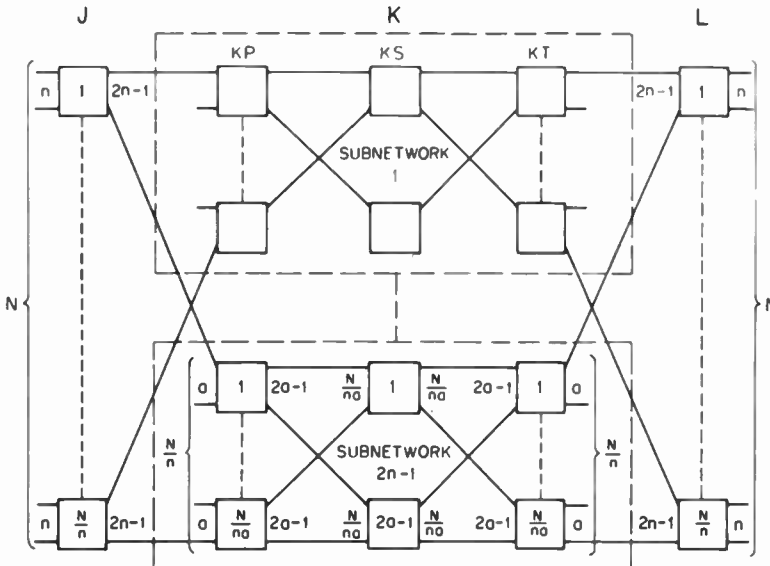 J K L
KP KS KT
n 1 2n-1 2n-1 1 n
SUBNETWORK
1
N N
a 1 2a-1 N/na 1 N/na 2a-1 1 a
N/n SUBNETWORK N/n
2n-1
n N/n 2n-1 a N/na 2a-1 N/na 2a-1 N/na 2a-1 N/na a 2n-1 N/n n